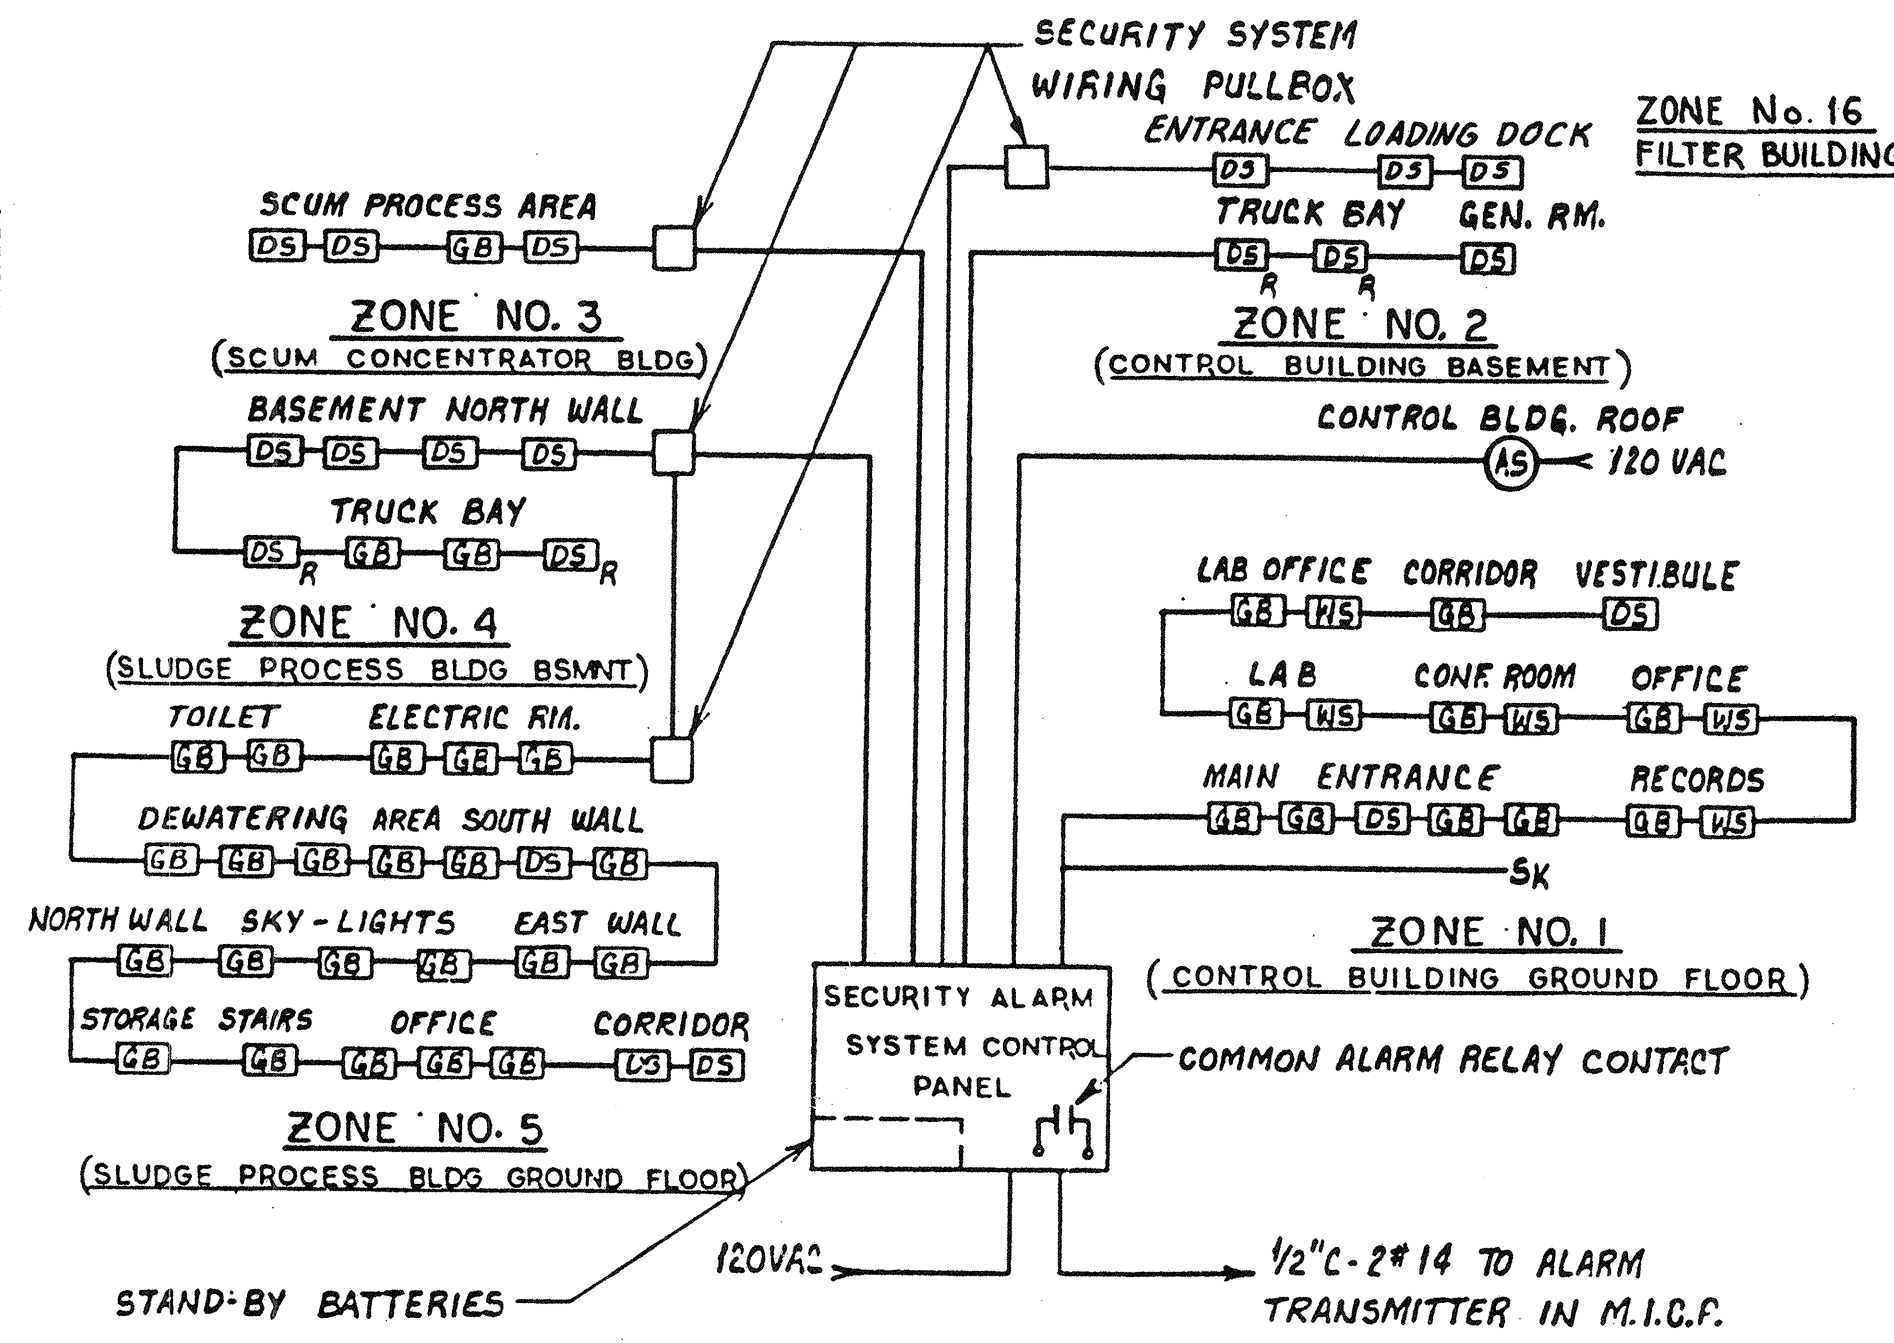 SECURITY SYSTEM
WIRING PULLBOX
ZONE No. 16
FILTER BUILDING
ENTRANCE LOADING DOCK
DS DS DS
TRUCK BAY GEN. RM.
DS R DS R DS
ZONE NO. 2
(CONTROL BUILDING BASEMENT)
SCUM PROCESS AREA
DS DS GB DS
ZONE NO. 3
(SCUM CONCENTRATOR BLDG)
BASEMENT NORTH WALL
DS DS DS DS
TRUCK BAY
DS R GB GB DS R
ZONE NO. 4
(SLUDGE PROCESS BLDG BSMNT)
TOILET ELECTRIC RM.
GB GB GB GB GB
DEWATERING AREA SOUTH WALL
GB GB GB GB GB DS GB
NORTH WALL SKY-LIGHTS EAST WALL
GB GB GB GB GB GB
STORAGE STAIRS OFFICE CORRIDOR
GB GB GB GB GB DS DS
ZONE NO. 5
(SLUDGE PROCESS BLDG GROUND FLOOR)
CONTROL BLDG. ROOF
AS 120 VAC
LAB OFFICE CORRIDOR VESTIBULE
GB WS GB DS
LAB CONF. ROOM OFFICE
GB WS GB WS GB WS
MAIN ENTRANCE RECORDS
GB GB DS GB GB GB WS
SK
ZONE NO. 1
(CONTROL BUILDING GROUND FLOOR)
SECURITY ALARM
SYSTEM CONTROL
PANEL
COMMON ALARM RELAY CONTACT
120VAC
STAND-BY BATTERIES
1/2"C-2#14 TO ALARM
TRANSMITTER IN M.I.C.F.